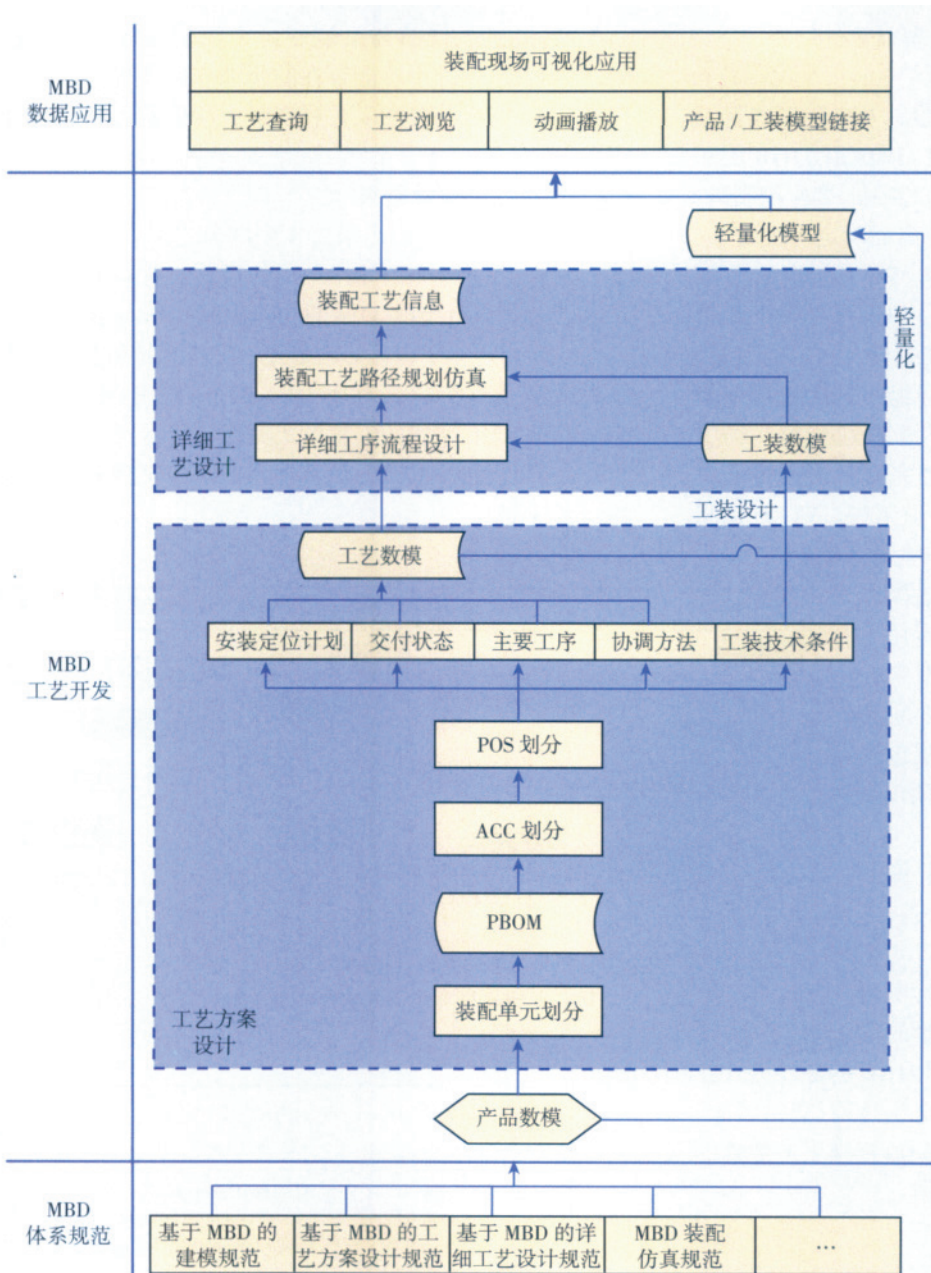 MBD
数据应用
装配现场可视化应用
工艺查询
工艺浏览
动画播放
产品 / 工装模型链接
轻量化模型
装配工艺信息
轻量化
装配工艺路径规划仿真
详细工
艺设计
详细工序流程设计
工装数模
工装设计
工艺数模
安装定位计划
交付状态
主要工序
协调方法
工装技术条件
MBD
工艺开发
POS 划分
ACC 划分
PBOM
装配单元划分
工艺方案
设计
产品数模
MBD
体系规范
基于 MBD 的
建模规范
基于 MBD 的工
艺方案设计规范
基于 MBD 的详
细工艺设计规范
MBD 装配
仿真规范
…